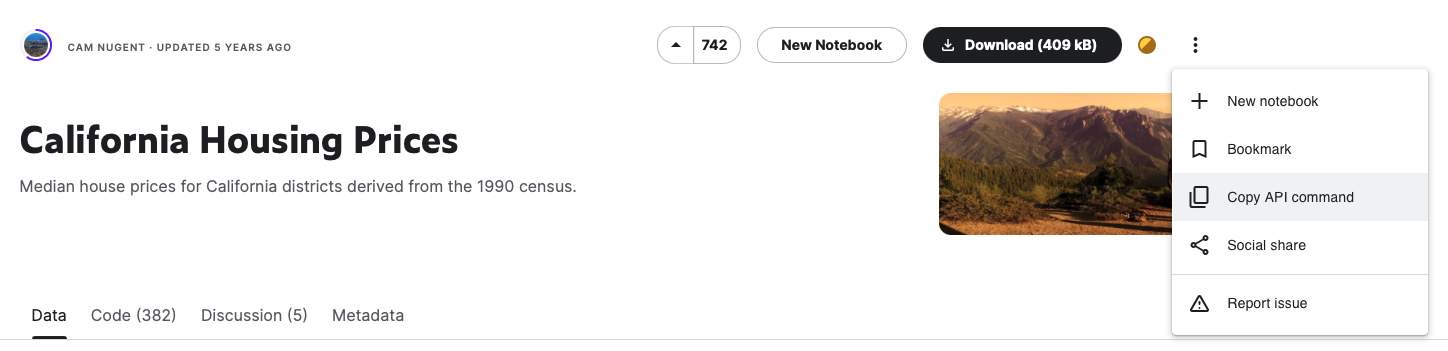 CAM NUGENT · UPDATED 5 YEARS AGO
742
New Notebook
Download (409 kB)
New notebook
Bookmark
Copy API command
Social share
Report issue
California Housing Prices
Median house prices for California districts derived from the 1990 census.
Data
Code (382)
Discussion (5)
Metadata